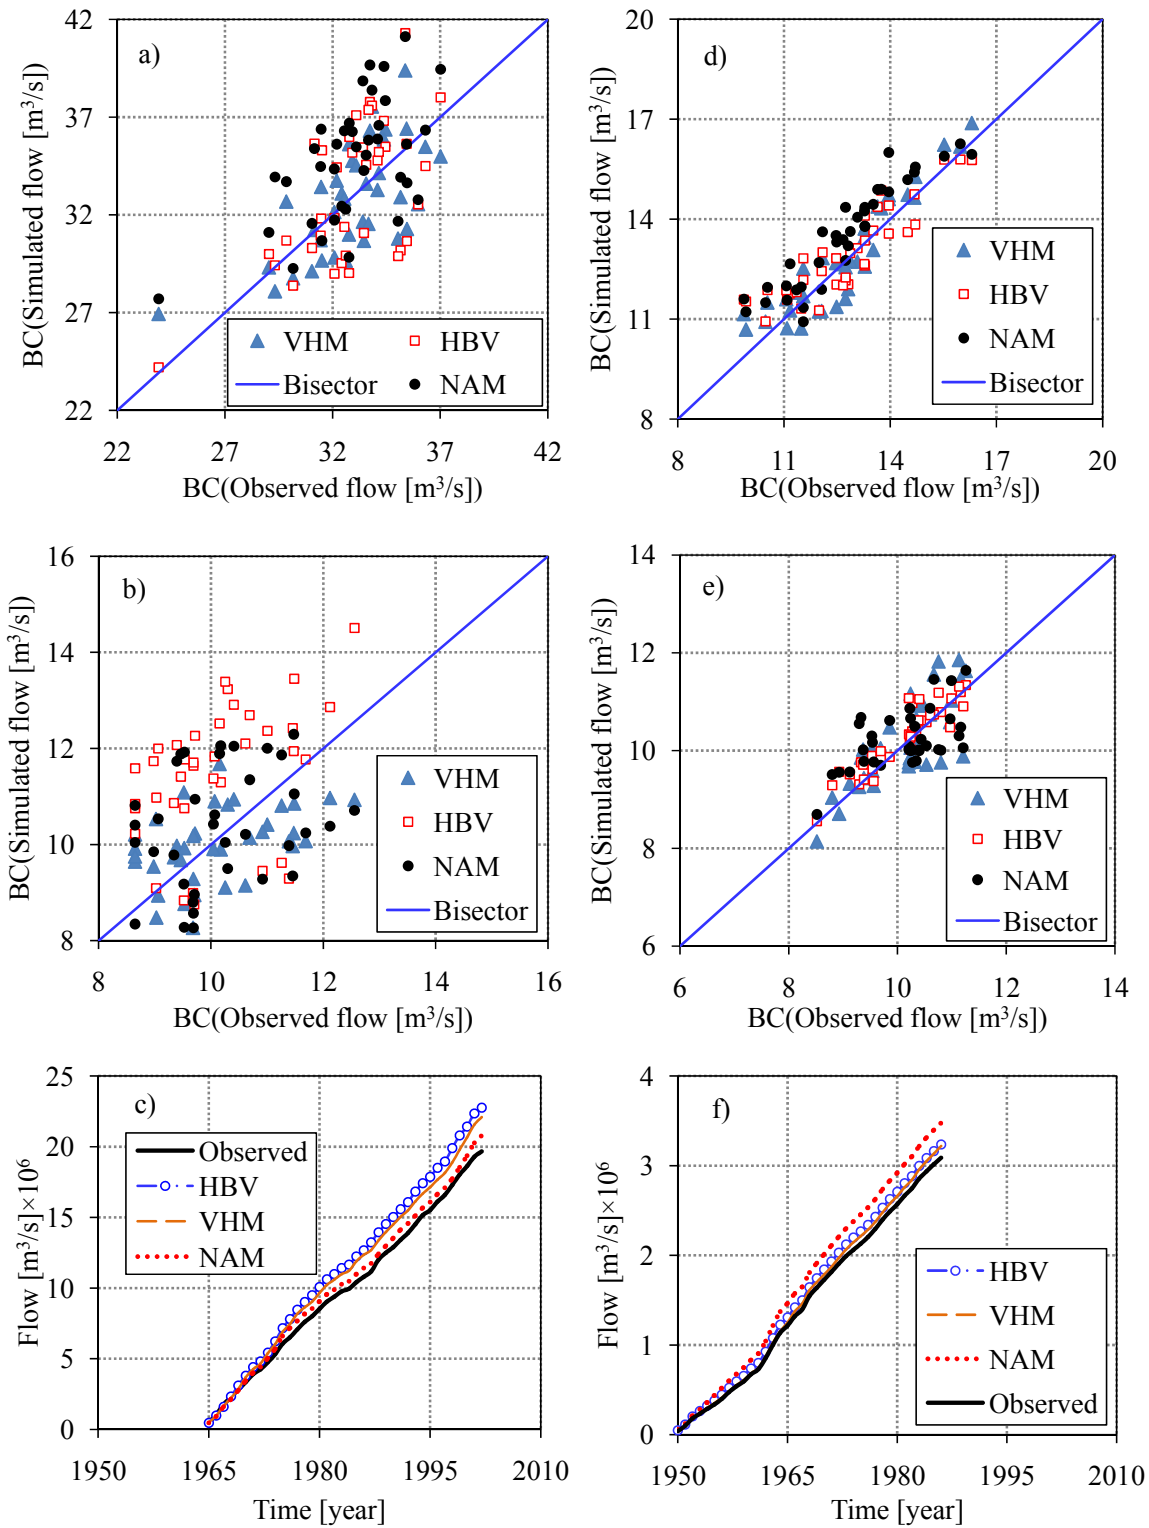 a)
BC(Simulated flow [m³/s])
42
37
32
27
22
VHM
HBV
Bisector
NAM
22 27 32 37 42
BC(Observed flow [m³/s])
d)
BC(Simulated flow [m³/s])
20
17
14
11
8
VHM
HBV
NAM
Bisector
8 11 14 17 20
BC(Observed flow [m³/s])
b)
BC(Simulated flow [m³/s])
16
14
12
10
8
VHM
HBV
NAM
Bisector
8 10 12 14 16
BC(Observed flow [m³/s])
e)
BC(Simulated flow [m³/s])
14
12
10
8
6
VHM
HBV
NAM
Bisector
6 8 10 12 14
BC(Observed flow [m³/s])
c)
Flow [m³/s]×10⁶
25
20
15
10
5
0
Observed
HBV
VHM
NAM
1950 1965 1980 1995 2010
Time [year]
f)
Flow [m³/s]×10⁶
4
3
2
1
0
HBV
VHM
NAM
Observed
1950 1965 1980 1995 2010
Time [year]